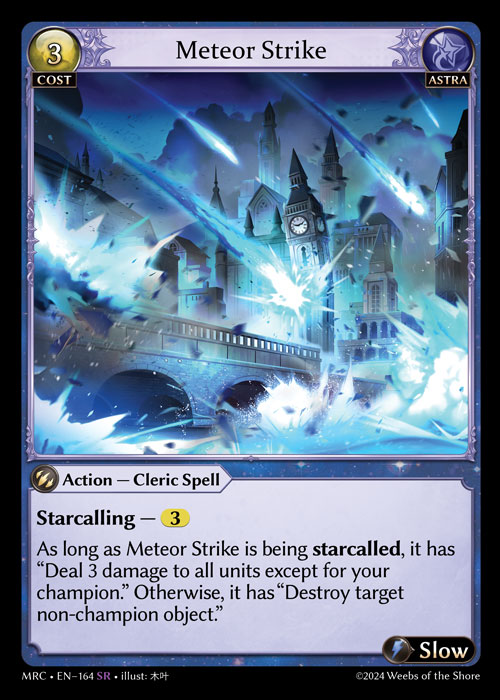 3
COST
Meteor Strike
ASTRA
Action — Cleric Spell
Starcalling — 3
As long as Meteor Strike is being starcalled, it has
“Deal 3 damage to all units except for your
champion.” Otherwise, it has “Destroy target
non-champion object.”
Slow
MRC • EN–164 SR • illust: 木叶
©2024 Weebs of the Shore